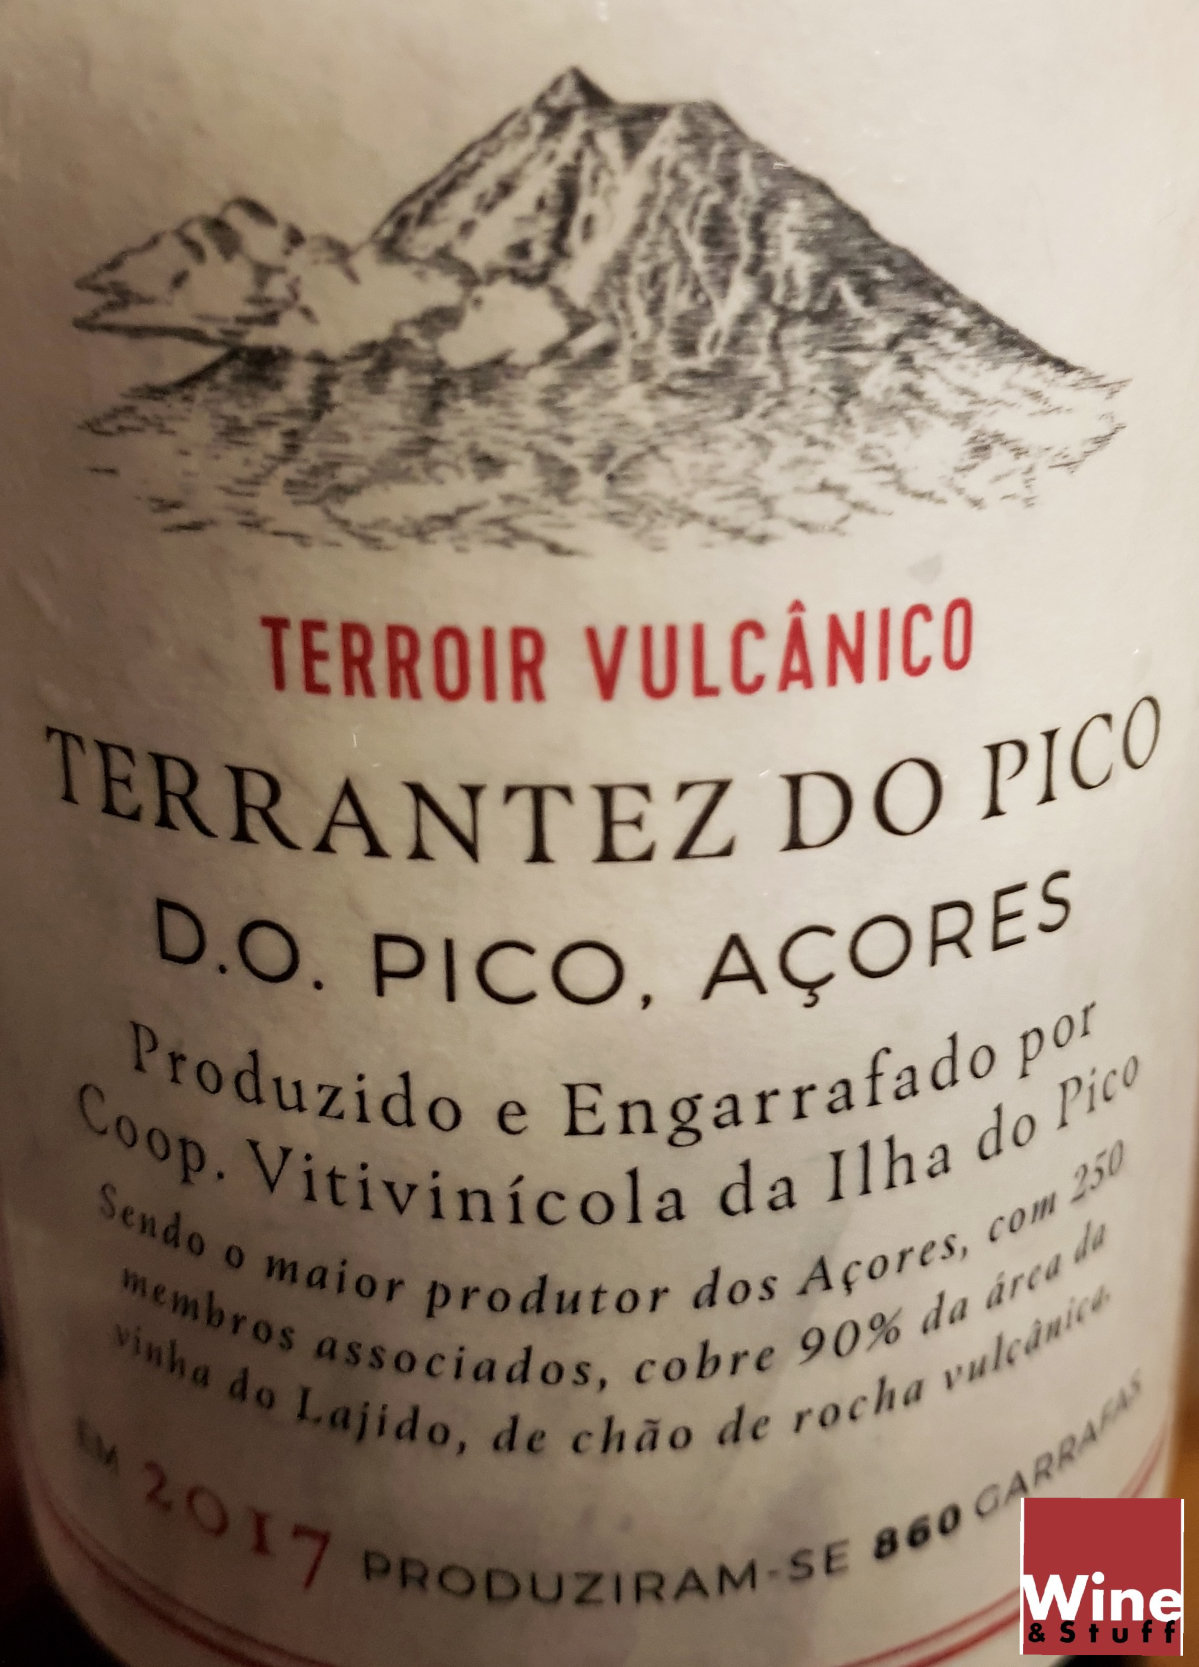 TERROIR VULCÂNICO
TERRANTEZ DO PICO
D.O. PICO, AÇORES
Produzido e Engarrafado por
Coop. Vitivinícola da Ilha do Pico
Sendo o maior produtor dos Açores, com 250
membros associados, cobre 90% da área da
vinha do Lajido, de chão de rocha vulcânica.
EM 2017 PRODUZIRAM-SE 860 GARRAFAS
Wine
& Stuff